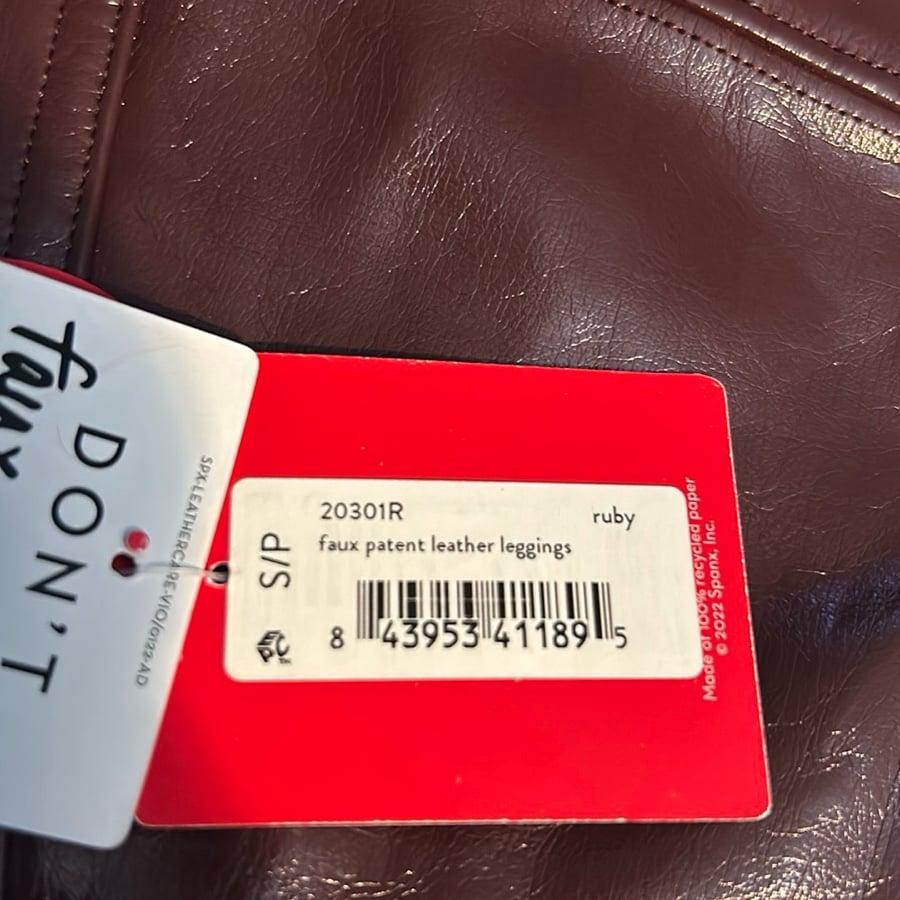 faux
DON'T
SPX-LEATHERCARE-V10/0122-AD
S/P
20301R
ruby
faux patent leather leggings
8 43953 41189 5
EPC™
Made of 100% recycled paper
© 2022 Spanx, Inc.